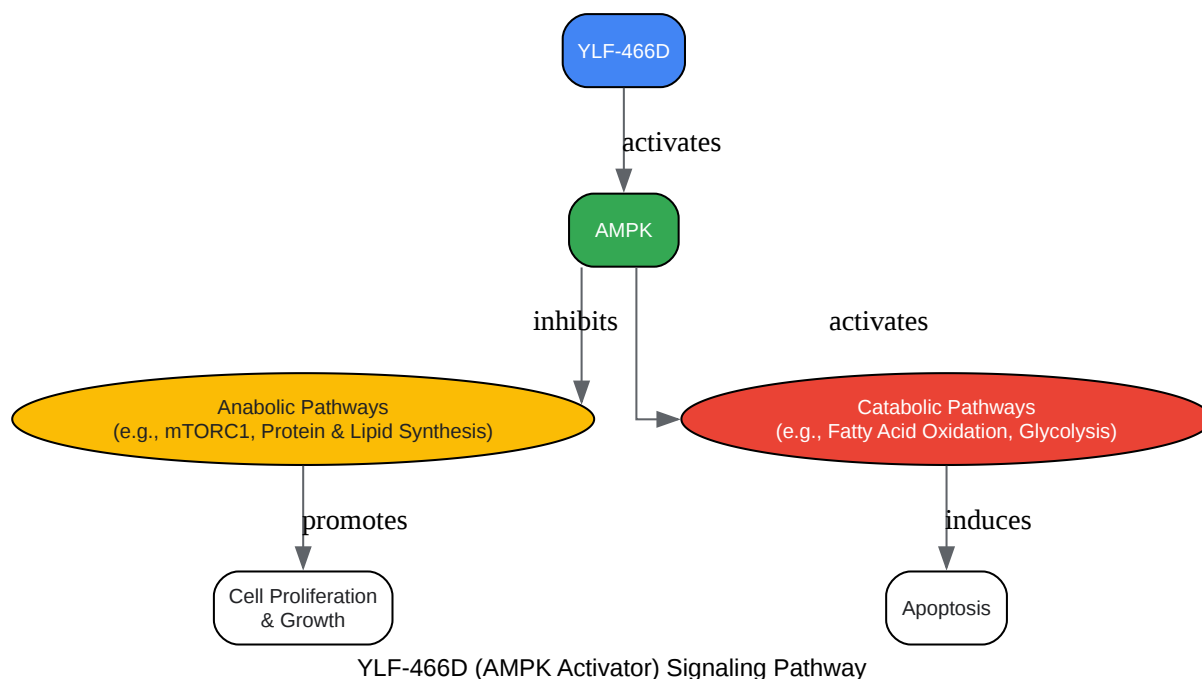 YLF-466D
activates
AMPK
inhibits
activates
Anabolic Pathways
(e.g., mTORC1, Protein & Lipid Synthesis)
Catabolic Pathways
(e.g., Fatty Acid Oxidation, Glycolysis)
promotes
induces
Cell Proliferation
& Growth
Apoptosis
YLF-466D (AMPK Activator) Signaling Pathway